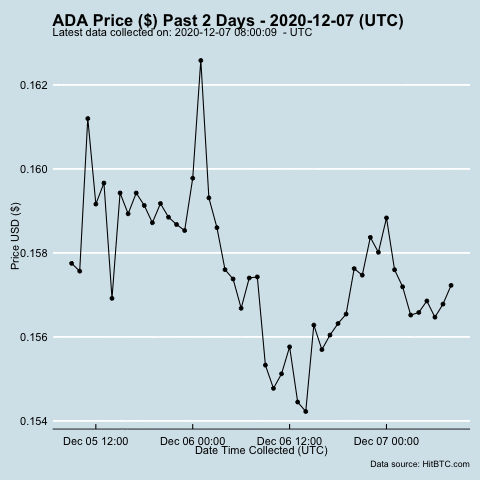 ADA Price ($) Past 2 Days - 2020-12-07 (UTC)
Latest data collected on: 2020-12-07 08:00:09  - UTC
0.162
0.160
0.158
0.156
0.154
Price USD ($)
Dec 05 12:00
Dec 06 00:00
Dec 06 12:00
Dec 07 00:00
Date Time Collected (UTC)
Data source: HitBTC.com